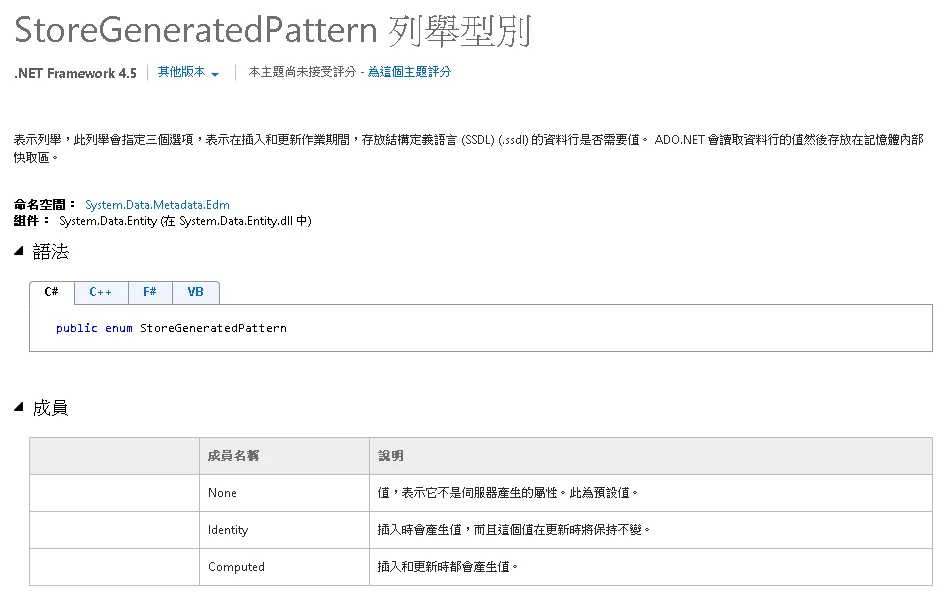 StoreGeneratedPattern 列舉型別
.NET Framework 4.5 其他版本 本主題尚未接受評分 - 為這個主題評分
表示列舉，此列舉會指定三個選項，表示在插入和更新作業期間，存放結構定義語言 (SSDL) (.ssdl) 的資料行是否需要值。 ADO.NET 會讀取資料行的值然後存放在記憶體內部
快取區。
命名空間： System.Data.Metadata.Edm
組件： System.Data.Entity (在 System.Data.Entity.dll 中)
語法
C# C++ F# VB
public enum StoreGeneratedPattern
成員
成員名稱 說明
None 值，表示它不是伺服器產生的屬性。此為預設值。
Identity 插入時會產生值，而且這個值在更新時將保持不變。
Computed 插入和更新時都會產生值。